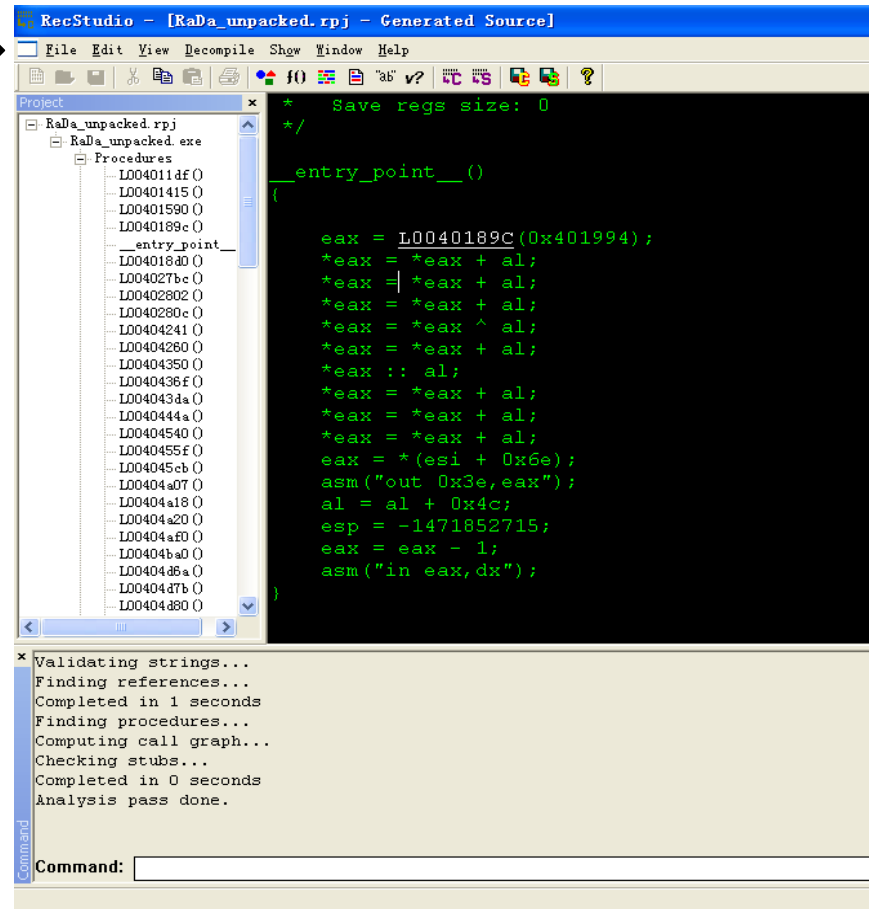 RecStudio - [RaDa_unpacked.rpj - Generated Source]
File Edit View Decompile Show Window Help
f() "ab" v? C S C S ?
Project ×
RaDa_unpacked.rpj
RaDa_unpacked.exe
Procedures
L004011df()
L00401415()
L00401590()
L0040189c()
__entry_point__
L004018d0()
L004027bc()
L00402802()
L0040280c()
L00404241()
L00404260()
L00404350()
L0040436f()
L004043da()
L0040444a()
L00404540()
L0040455f()
L004045cb()
L00404a07()
L00404a18()
L00404a20()
L00404af0()
L00404ba0()
L00404d6a()
L00404d7b()
L00404d80()
*    Save regs size: 0
*/
__entry_point__()
{
eax = L0040189C(0x401994);
*eax = *eax + al;
*eax = *eax + al;
*eax = *eax + al;
*eax = *eax ^ al;
*eax = *eax + al;
*eax :: al;
*eax = *eax + al;
*eax = *eax + al;
*eax = *eax + al;
eax = *(esi + 0x6e);
asm("out 0x3e,eax");
al = al + 0x4c;
esp = -1471852715;
eax = eax - 1;
asm("in eax,dx");
}
Validating strings...
Finding references...
Completed in 1 seconds
Finding procedures...
Computing call graph...
Checking stubs...
Completed in 0 seconds
Analysis pass done.
Command
Command: